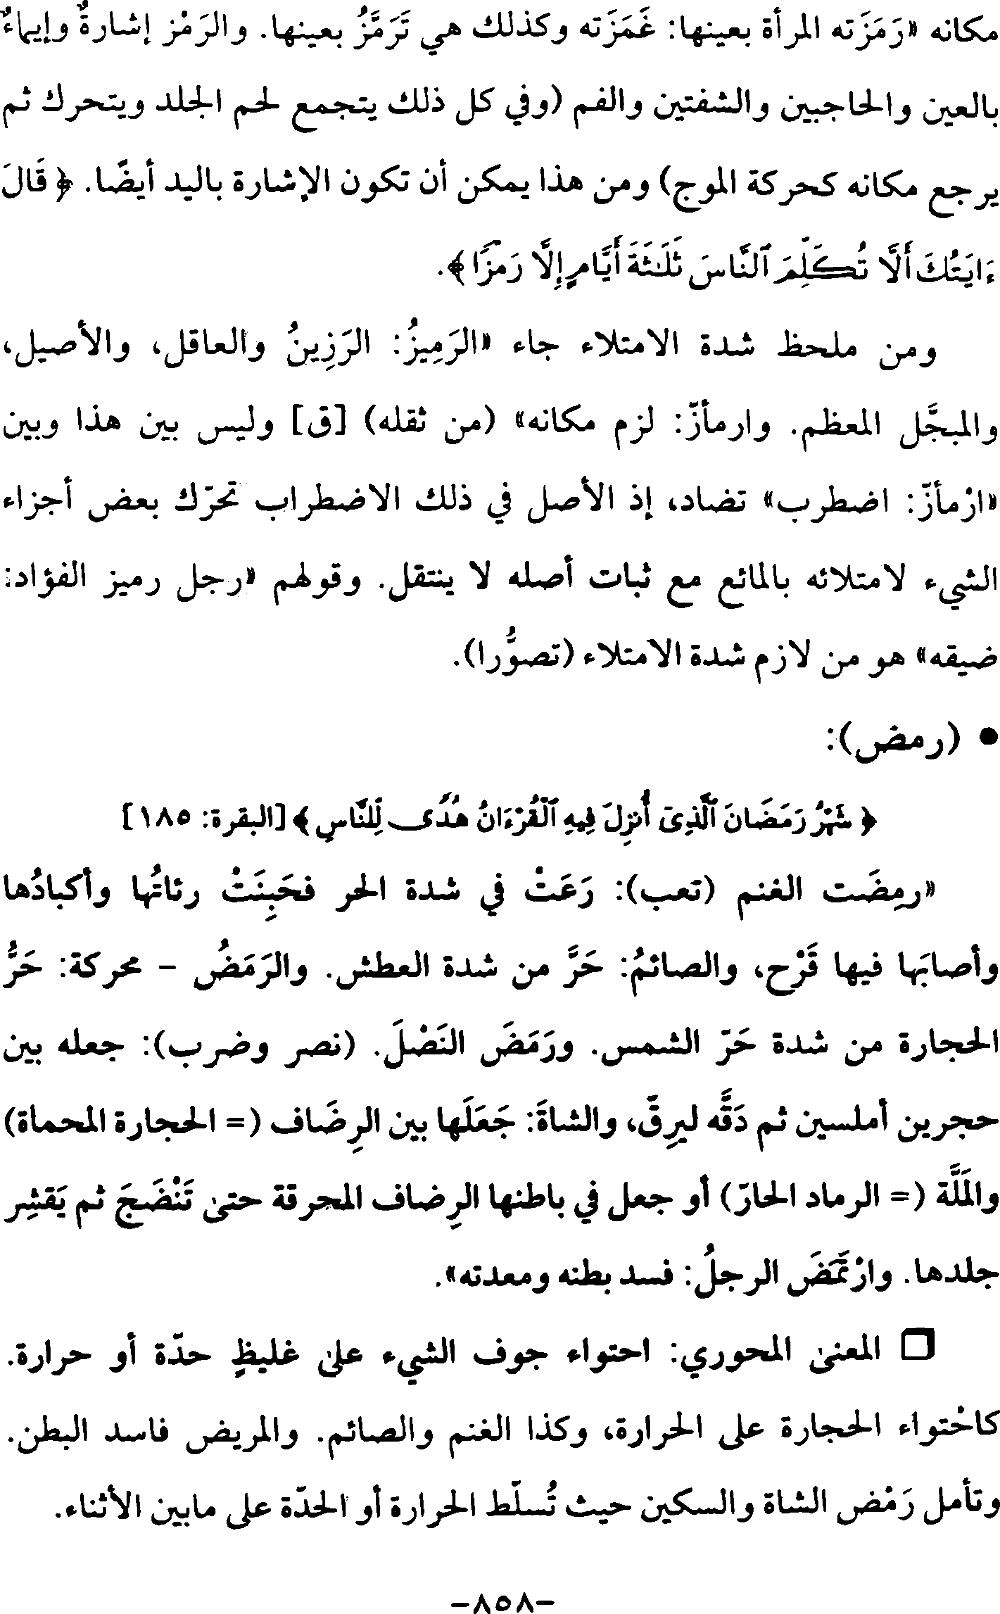 مكانه «رَمَزَته المرأة بعينها: غَمَزَته وكذلك هي تَرَمَّزُ بعينها. والرَمْز إشارةٌ وإيماءٌ
بالعين والحاجبين والشفتين والفم (وفي كل ذلك يتجمع لحم الجلد ويتحرك ثم
يرجع مكانه كحركة الموج) ومن هذا يمكن أن تكون الإشارة باليد أيضًا. ﴿ قَالَ
ءَايَتُكَ أَلَّا تُكَلِّمَ ٱلنَّاسَ ثَلَٰثَةَ أَيَّامٍ إِلَّا رَمْزًا ﴾.
ومن ملحظ شدة الامتلاء جاء «الرَمِيزُ: الرَزِينُ والعاقل، والأصيل،
والمبجَّل المعظم. وارمأزّ: لزم مكانه» (من ثقله) [ق] وليس بين هذا وبين
«ارْمأزّ: اضطرب» تضاد، إذ الأصل في ذلك الاضطراب تحرّك بعض أجزاء
الشيء لامتلائه بالمائع مع ثبات أصله لا ينتقل. وقولهم «رجل رميز الفؤاد:
ضيقه» هو من لازم شدة الامتلاء (تصوُّرا).
● (رمض):
﴿ شَهْرُ رَمَضَانَ ٱلَّذِىٓ أُنزِلَ فِيهِ ٱلْقُرْءَانُ هُدًى لِّلنَّاسِ ﴾ [البقرة: ١٨٥]
«رمِضَت الغنم (تعب): رَعَتْ في شدة الحر فحَبِنَتْ رئاتُها وأكبادُها
وأصابَها فيها قَرْح، والصائمُ: حَرَّ من شدة العطش. والرَمَضُ - محركة: حَرُّ
الحجارة من شدة حَرّ الشمس. ورَمَضَ النَصْلَ. (نصر وضرب): جعله بين
حجرين أملسين ثم دَقَّه ليرِقّ، والشاةَ: جَعَلَها بين الرِضَاف (= الحجارة المحماة)
والمَلَّة (= الرماد الحارّ) أو جعل في باطنها الرِضاف المحرقة حتى تَنْضَجَ ثم يَقشِر
جلدها. وارْتَمَضَ الرجلُ: فسد بطنه ومعدته».
❒ المعنى المحوري: احتواء جوف الشيء على غليظِ حدّة أو حرارة.
كاحْتواء الحجارة على الحرارة، وكذا الغنم والصائم. والمريض فاسد البطن.
وتأمل رَمْض الشاة والسكين حيث تُسلّط الحرارة أو الحدّة على مابين الأثناء.
-٨٥٨-